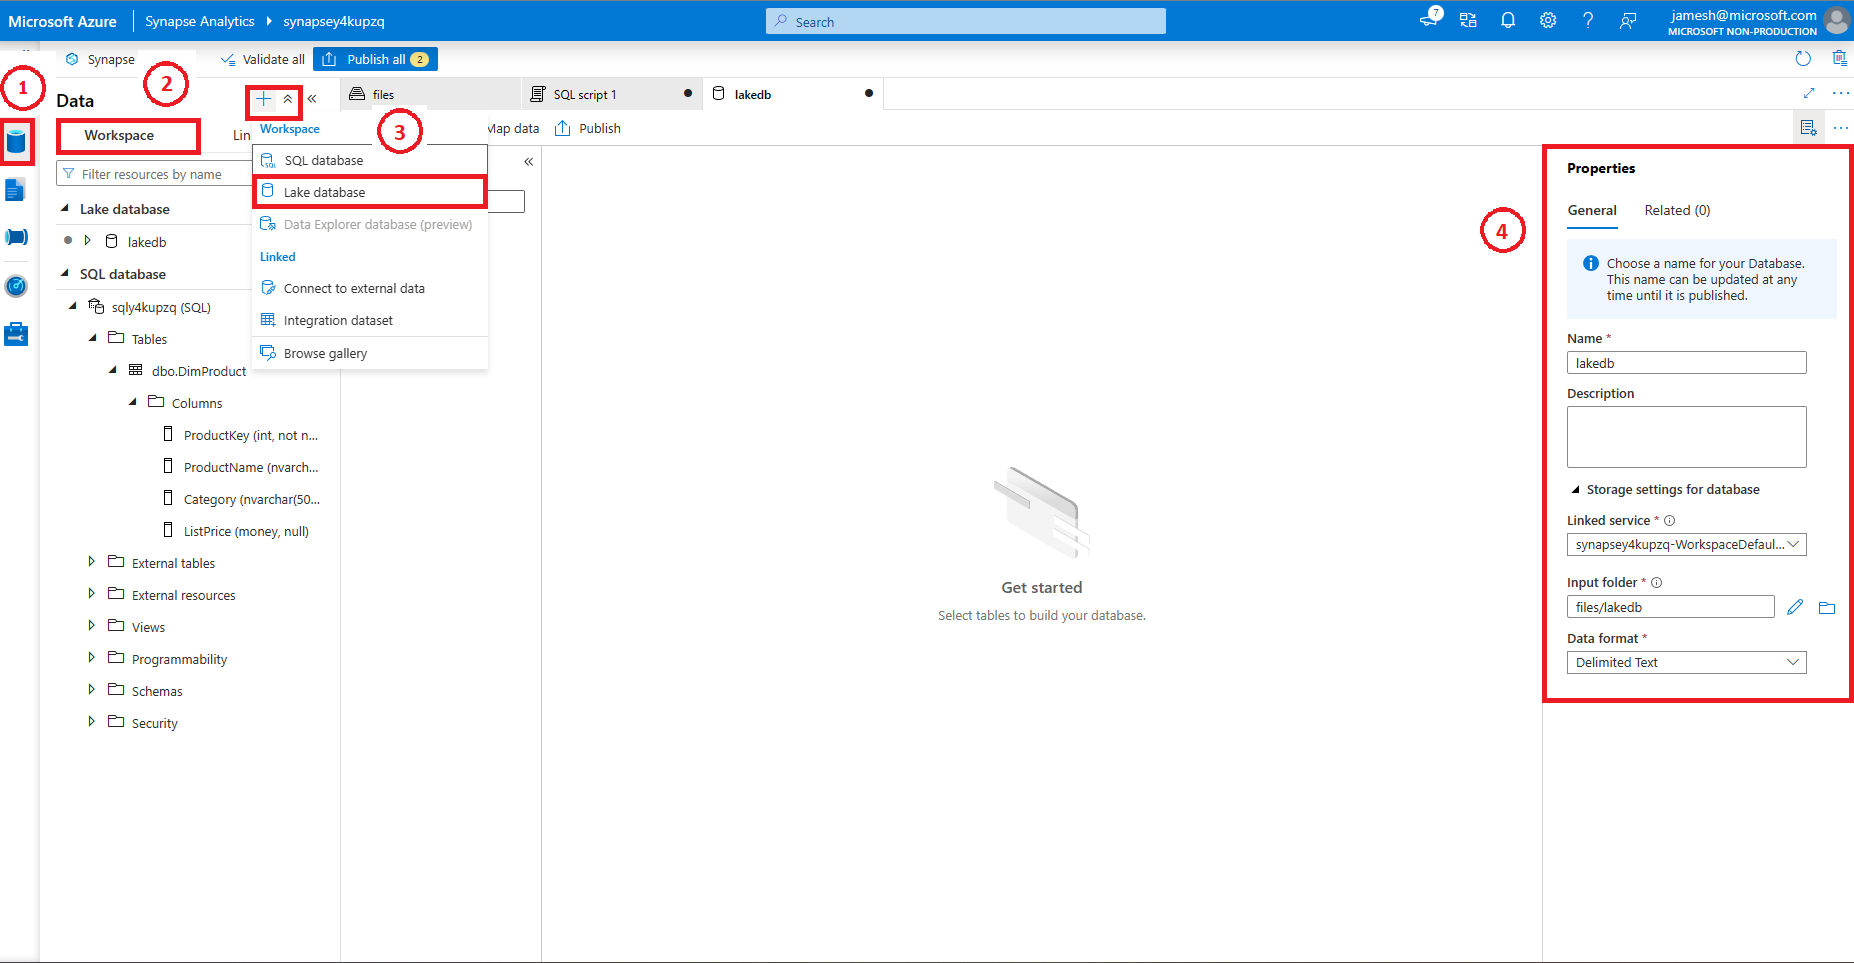 Microsoft Azure
Synapse Analytics
synapsey4kupzq
Search
7
jamesh@microsoft.com
MICROSOFT NON-PRODUCTION
Synapse
Validate all
Publish all
2
1
2
Data
files
SQL script 1
lakedb
Workspace
Lin
Workspace
3
Map data
Publish
Filter resources by name
SQL database
Lake database
Data Explorer database (preview)
Linked
Connect to external data
Integration dataset
Browse gallery
Lake database
lakedb
SQL database
sqly4kupzq (SQL)
Tables
dbo.DimProduct
Columns
ProductKey (int, not n...
ProductName (nvarch...
Category (nvarchar(50...
ListPrice (money, null)
External tables
External resources
Views
Programmability
Schemas
Security
Get started
Select tables to build your database.
4
Properties
General
Related (0)
Choose a name for your Database.
This name can be updated at any
time until it is published.
Name *
lakedb
Description
Storage settings for database
Linked service *
synapsey4kupzq-WorkspaceDefaul...
Input folder *
files/lakedb
Data format *
Delimited Text